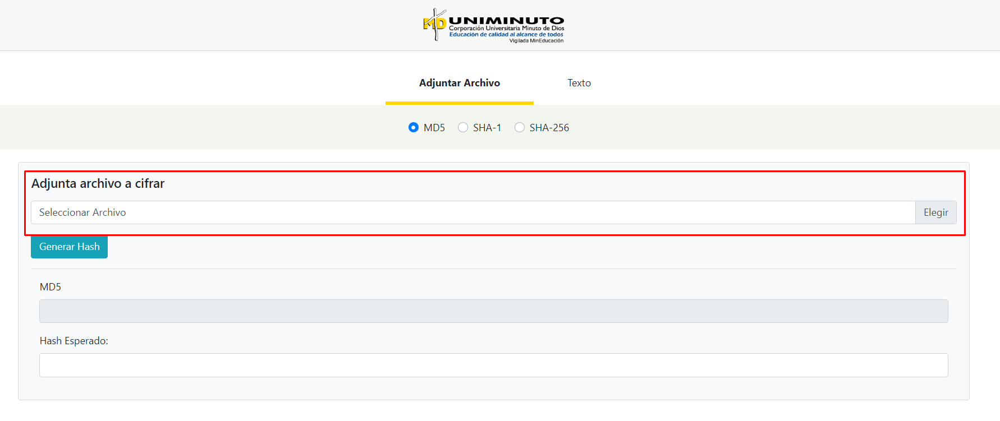 MD UNIMINUTO
Corporación Universitaria Minuto de Dios
Educación de calidad al alcance de todos
Vigilada MinEducación
Adjuntar Archivo Texto
MD5 SHA-1 SHA-256
Adjunta archivo a cifrar
Seleccionar Archivo Elegir
Generar Hash
MD5
Hash Esperado: